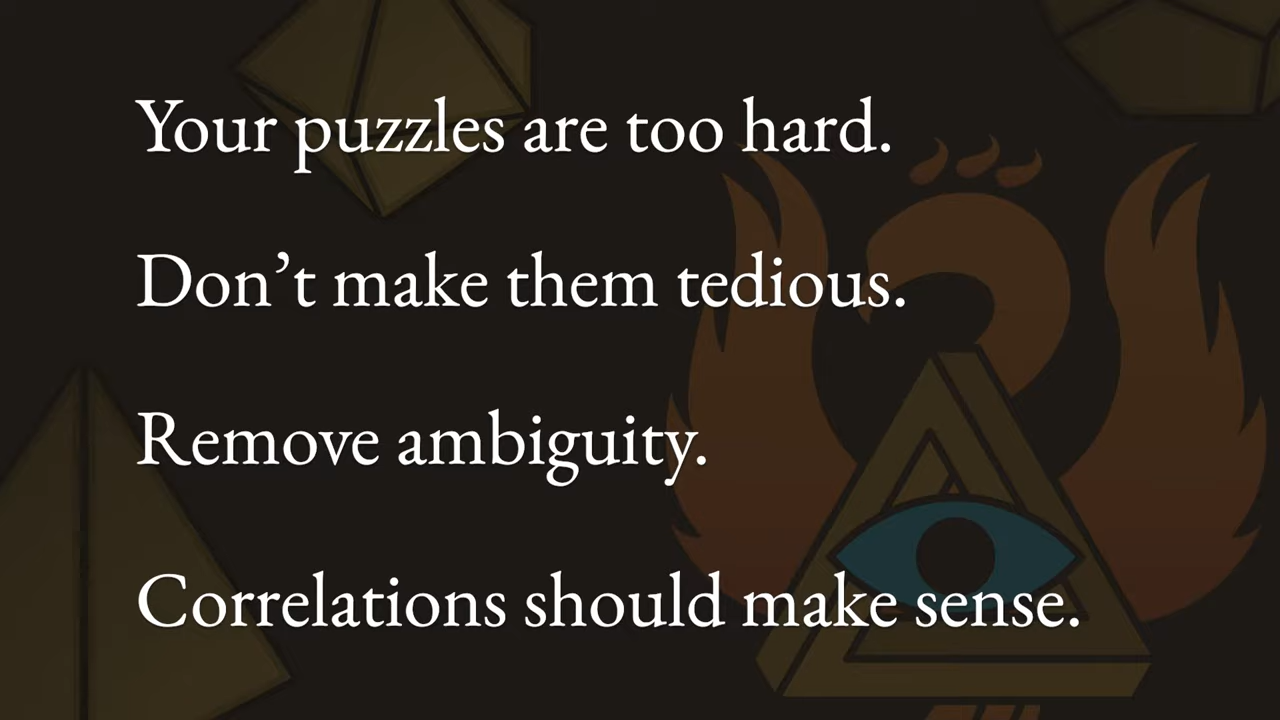 Your puzzles are too hard.
Don’t make them tedious.
Remove ambiguity.
Correlations should make sense.